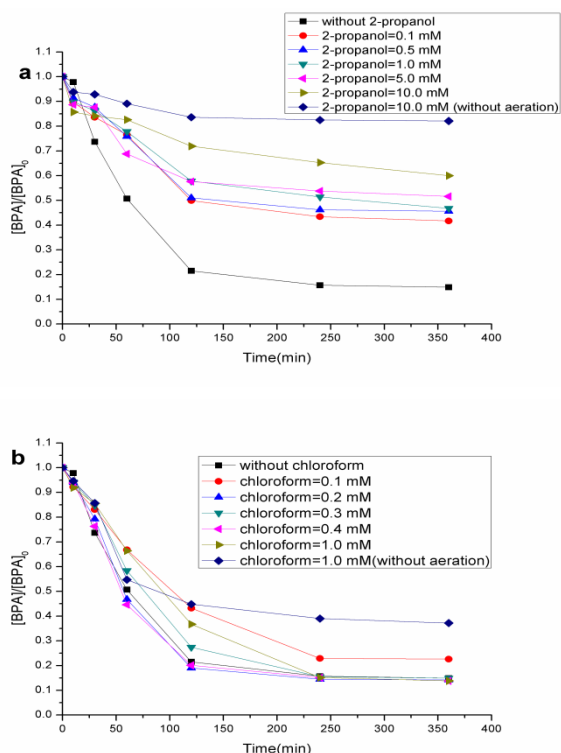 without 2-propanol
2-propanol=0.1 mM
2-propanol=0.5 mM
2-propanol=1.0 mM
2-propanol=5.0 mM
2-propanol=10.0 mM
2-propanol=10.0 mM (without aeration)
a
1.1
1.0
0.9
0.8
0.7
0.6
0.5
0.4
0.3
0.2
0.1
0.0
[BPA]/[BPA]0
0 50 100 150 200 250 300 350 400
Time(min)
b
without chloroform
chloroform=0.1 mM
chloroform=0.2 mM
chloroform=0.3 mM
chloroform=0.4 mM
chloroform=1.0 mM
chloroform=1.0 mM(without aeration)
1.1
1.0
0.9
0.8
0.7
0.6
0.5
0.4
0.3
0.2
0.1
0.0
[BPA]/[BPA]0
0 50 100 150 200 250 300 350 400
Time(min)